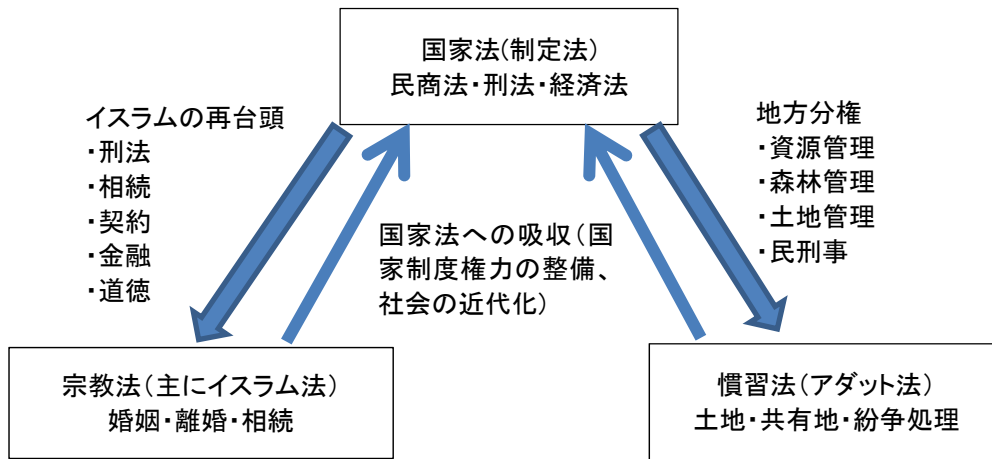 国家法(制定法)
民商法・刑法・経済法
イスラムの再台頭
・刑法
・相続
・契約
・金融
・道徳
地方分権
・資源管理
・森林管理
・土地管理
・民刑事
国家法への吸収(国
家制度権力の整備、
社会の近代化)
宗教法(主にイスラム法)
婚姻・離婚・相続
慣習法(アダット法)
土地・共有地・紛争処理